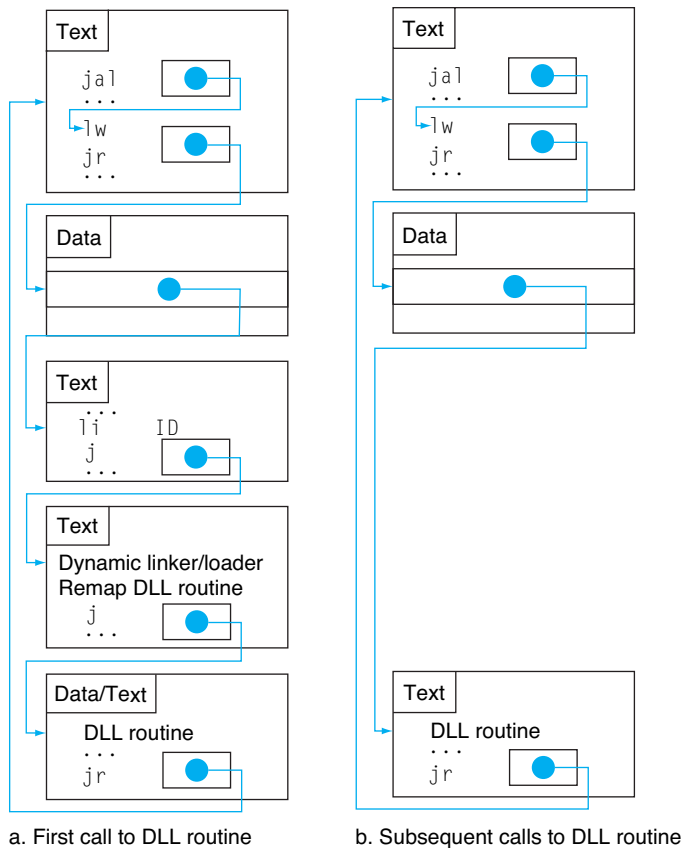 Text
jal
...
lw
jr
...
Data
Text
...
li ID
j
...
Text
Dynamic linker/loader
Remap DLL routine
j
...
Data/Text
DLL routine
...
jr
a. First call to DLL routine
Text
jal
...
lw
jr
...
Data
Text
DLL routine
...
jr
b. Subsequent calls to DLL routine